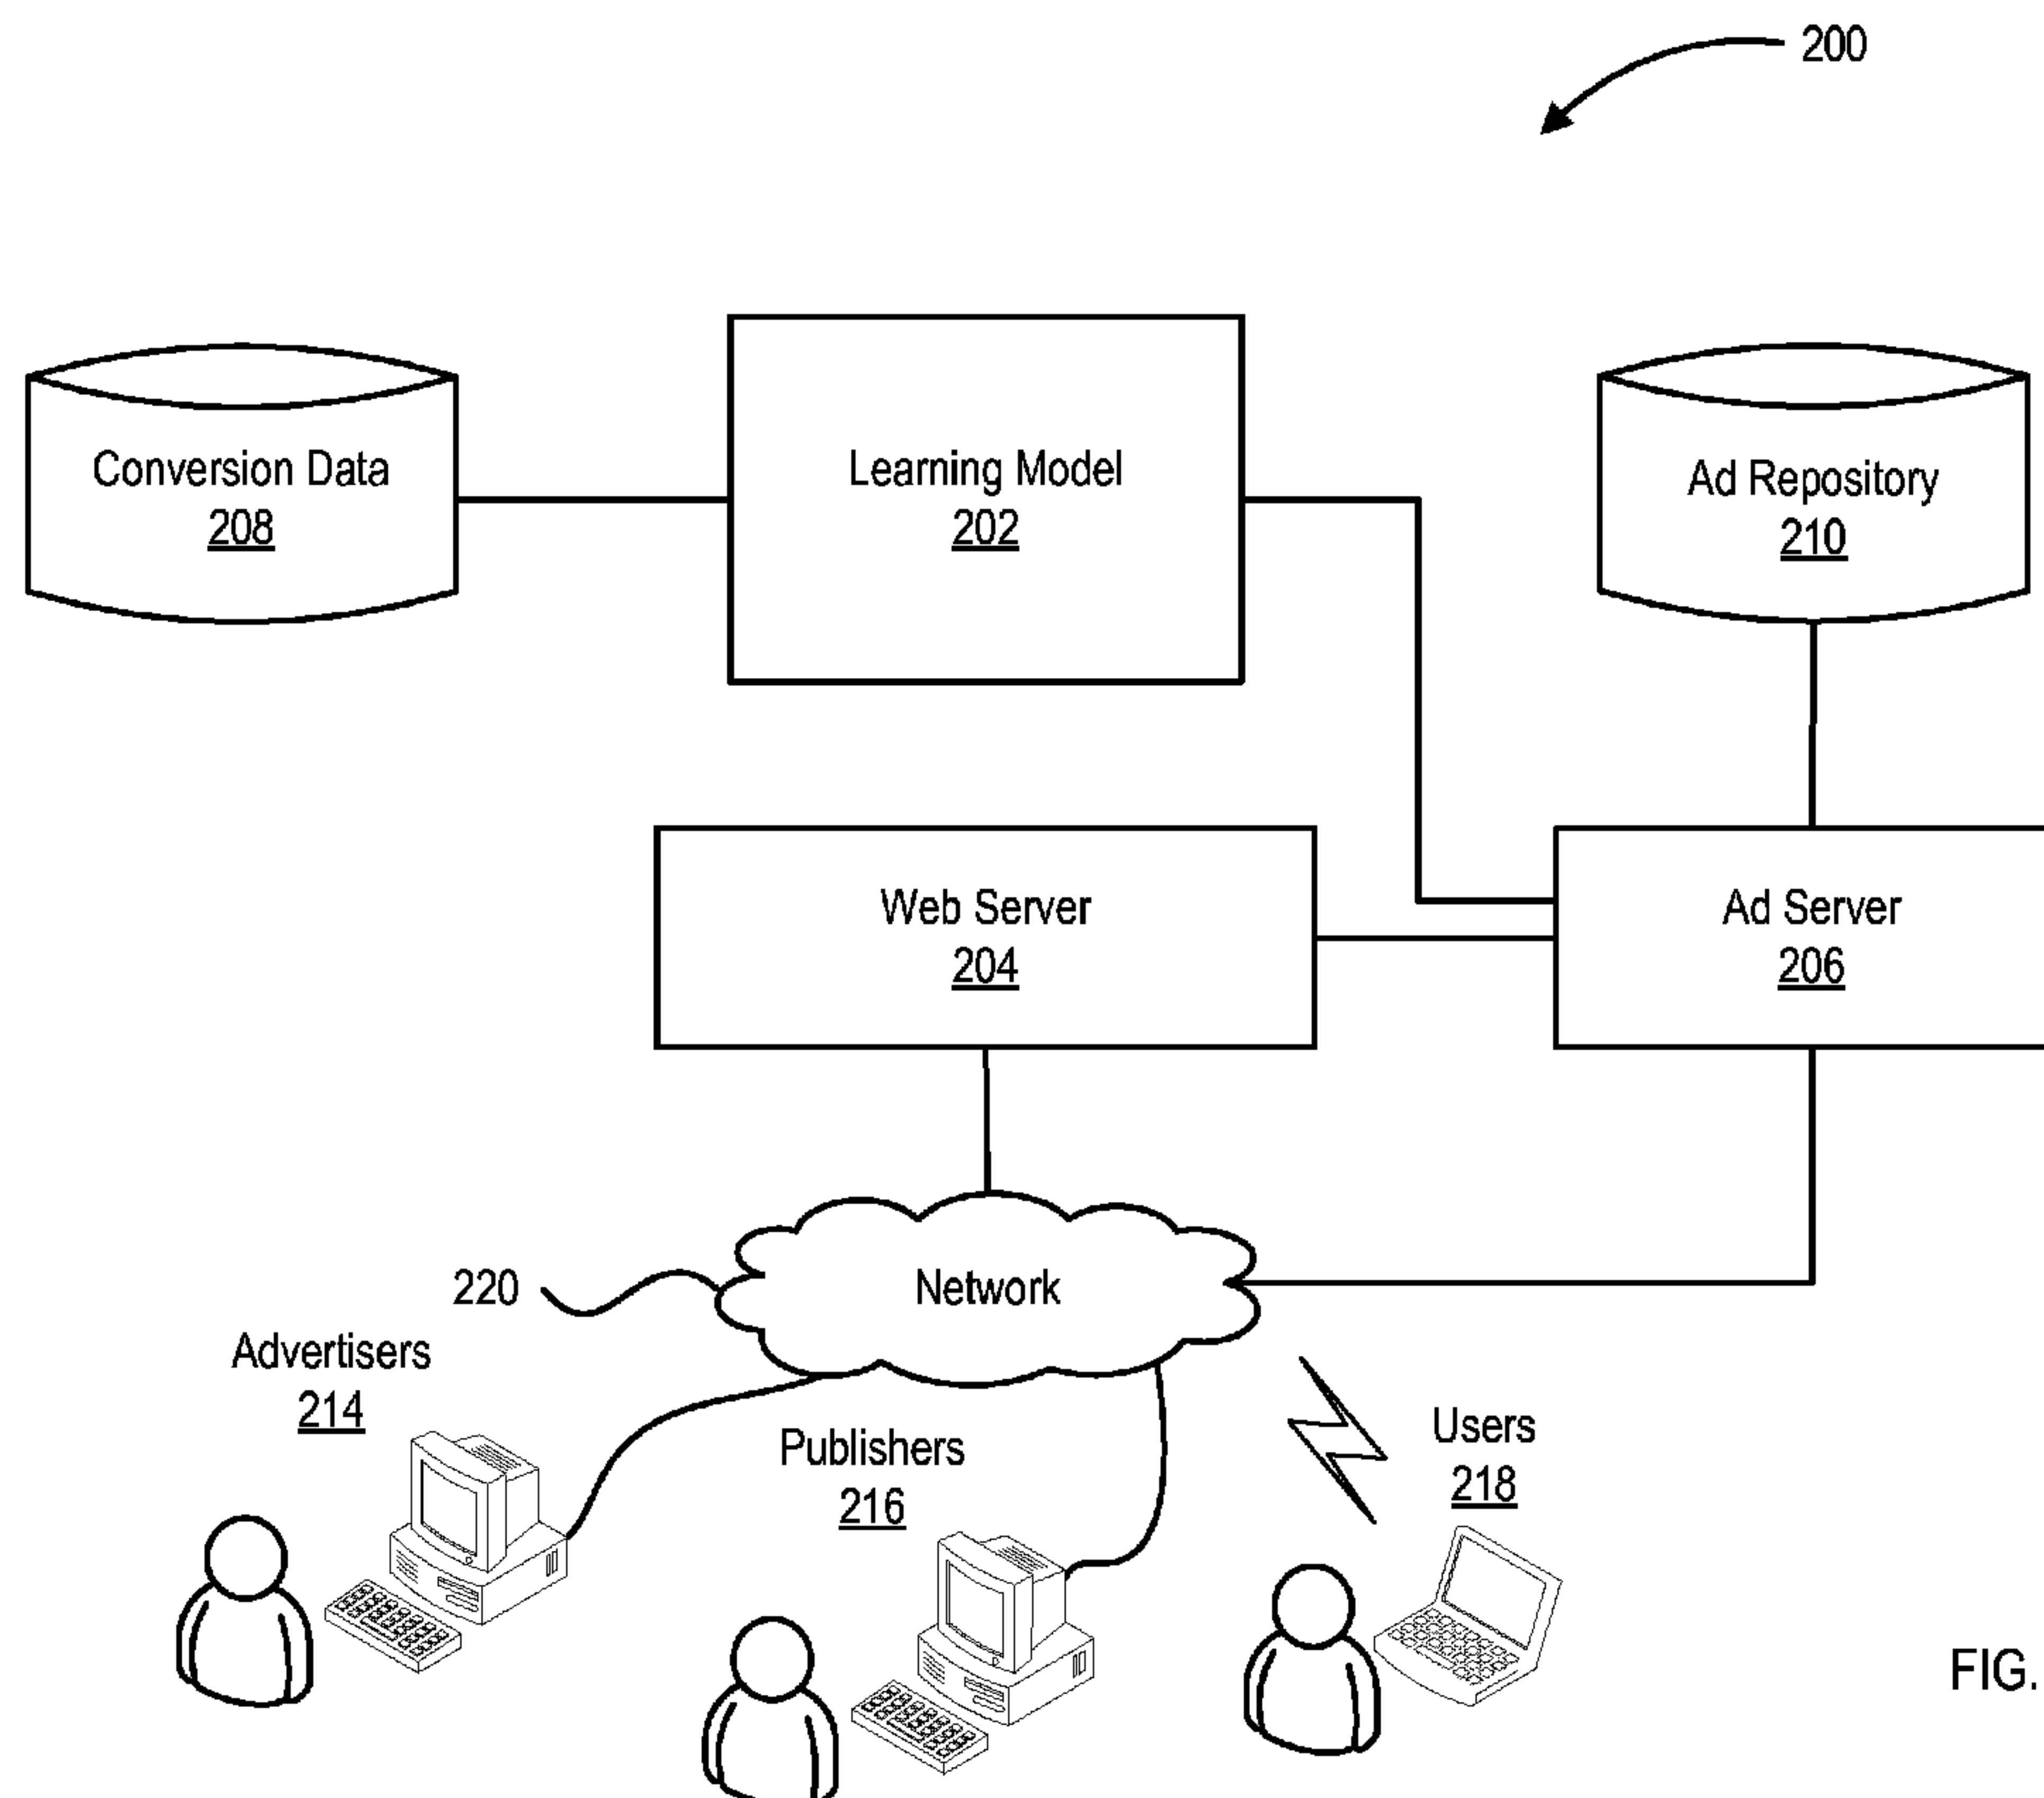 200
Conversion Data
208
Learning Model
202
Ad Repository
210
Web Server
204
Ad Server
206
220
Network
Advertisers
214
Publishers
216
Users
218
FIG.